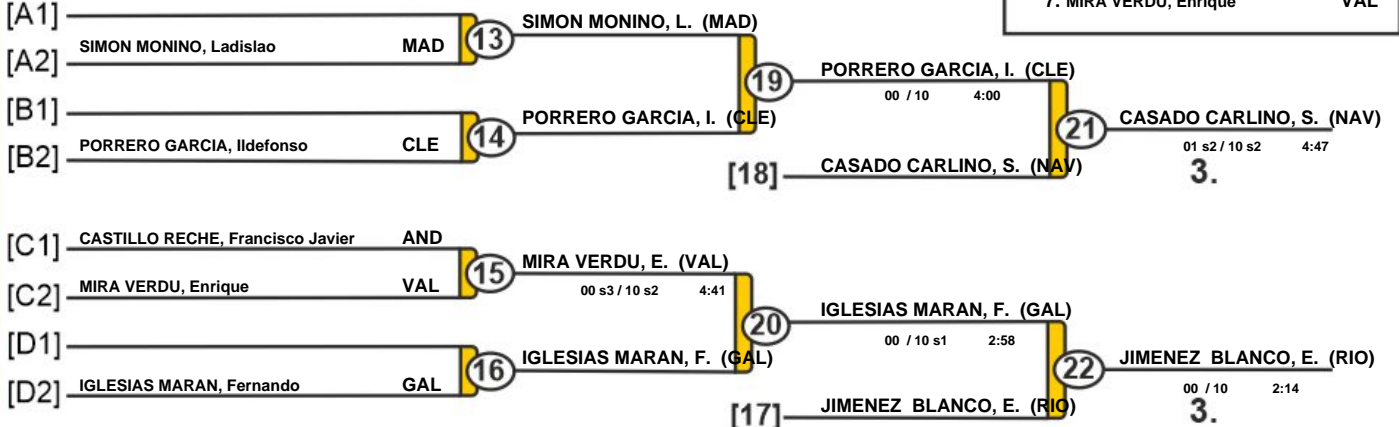 7. MIRA VERDU, Enrique VAL
[A1]
SIMON MONINO, L. (MAD)
SIMON MONINO, Ladislao MAD 13
[A2]
19
PORRERO GARCIA, I. (CLE)
00 / 10 4:00
[B1]
PORRERO GARCIA, I. (CLE)
PORRERO GARCIA, Ildefonso CLE 14
[B2]
21
CASADO CARLINO, S. (NAV)
01 s2 / 10 s2 4:47
[18] CASADO CARLINO, S. (NAV)
3.
[C1] CASTILLO RECHE, Francisco Javier AND
15
MIRA VERDU, E. (VAL)
00 s3 / 10 s2 4:41
[C2] MIRA VERDU, Enrique VAL
20
IGLESIAS MARAN, F. (GAL)
00 / 10 s1 2:58
[D1]
IGLESIAS MARAN, F. (GAL)
16
[D2] IGLESIAS MARAN, Fernando GAL
22
JIMENEZ BLANCO, E. (RIO)
00 / 10 2:14
[17] JIMENEZ BLANCO, E. (RIO)
3.